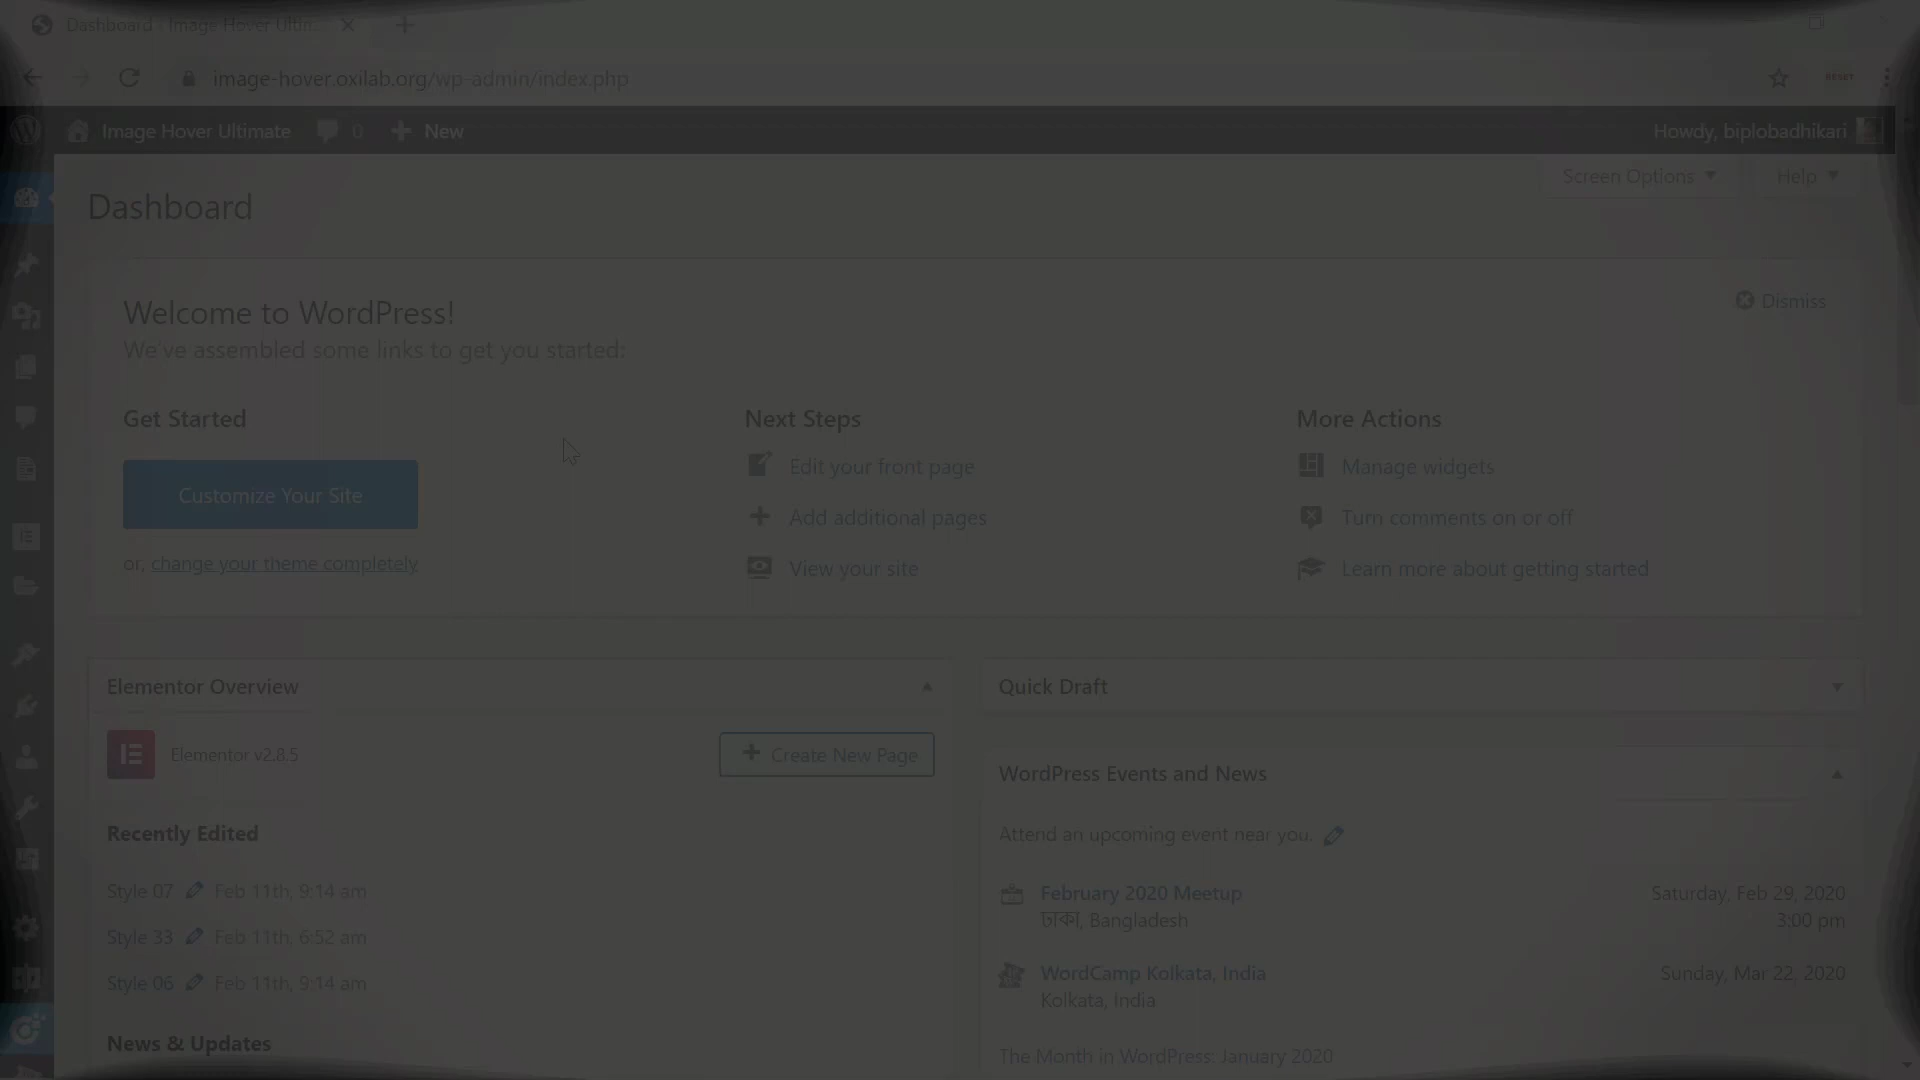 Dashboard - Image Hover Ultim...
image-hover.oxilab.org/wp-admin/index.php
RESET
Image Hover Ultimate 0 New
Howdy, biplobadhikari
Screen Options Help
Dashboard
Welcome to WordPress!
Dismiss
We've assembled some links to get you started:
Get Started
Customize Your Site
or, change your theme completely
Next Steps
Edit your front page
Add additional pages
View your site
More Actions
Manage widgets
Turn comments on or off
Learn more about getting started
Elementor Overview
Elementor v2.8.5
Create New Page
Recently Edited
Style 07 Feb 11th, 9:14 am
Style 33 Feb 11th, 6:52 am
Style 06 Feb 11th, 9:14 am
News & Updates
Quick Draft
WordPress Events and News
Attend an upcoming event near you.
February 2020 Meetup
ঢাকা, Bangladesh
Saturday, Feb 29, 2020
3:00 pm
WordCamp Kolkata, India
Kolkata, India
Sunday, Mar 22, 2020
The Month in WordPress: January 2020